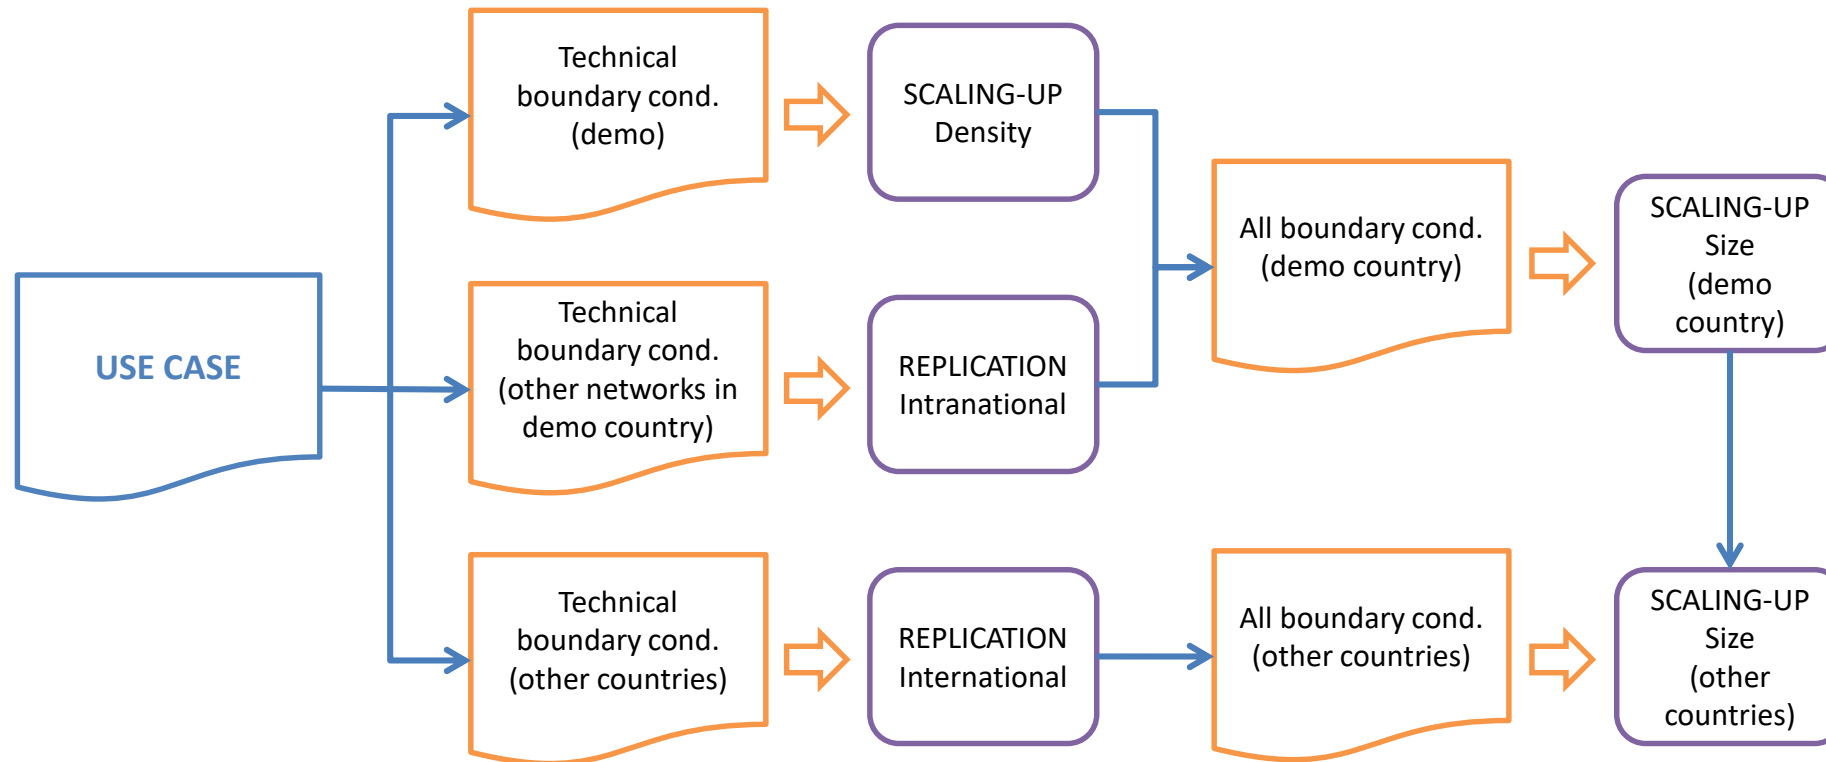 USE CASE
Technical
boundary cond.
(demo)
SCALING-UP
Density
Technical
boundary cond.
(other networks in
demo country)
REPLICATION
Intranational
Technical
boundary cond.
(other countries)
REPLICATION
International
All boundary cond.
(demo country)
SCALING-UP
Size
(demo
country)
All boundary cond.
(other countries)
SCALING-UP
Size
(other
countries)